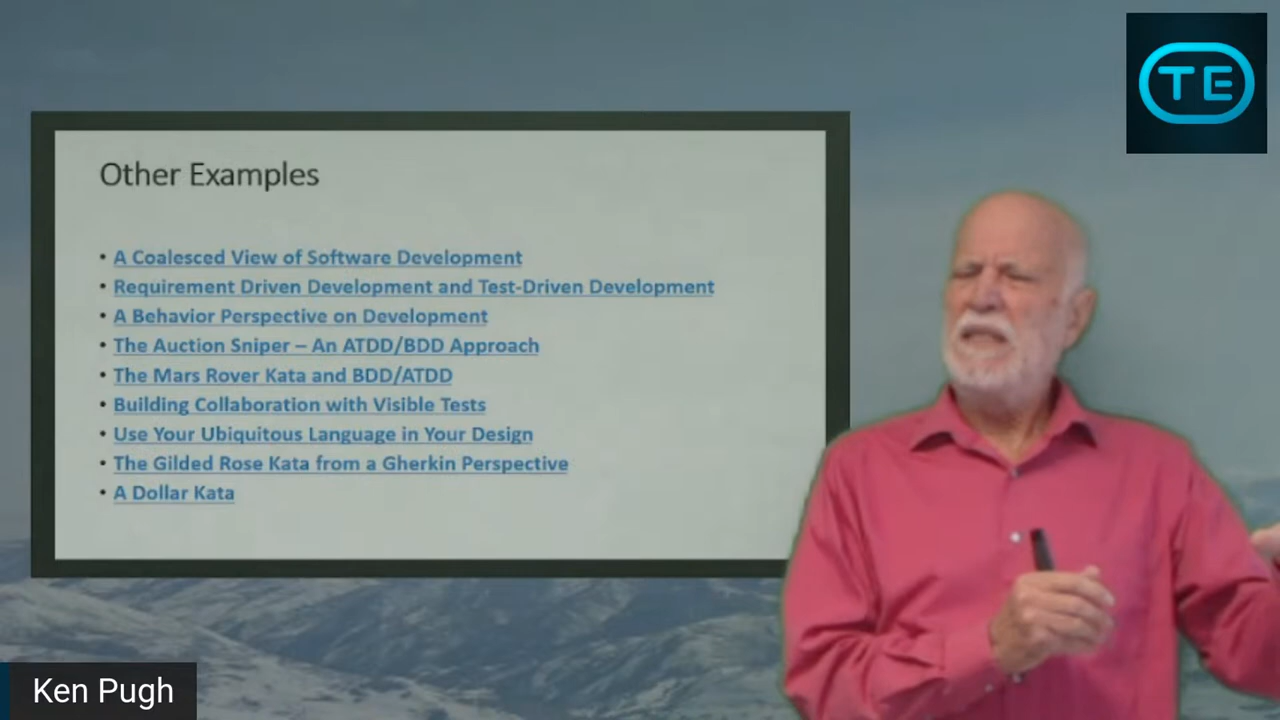 TE
Other Examples
• A Coalesced View of Software Development
• Requirement Driven Development and Test-Driven Development
• A Behavior Perspective on Development
• The Auction Sniper – An ATDD/BDD Approach
• The Mars Rover Kata and BDD/ATDD
• Building Collaboration with Visible Tests
• Use Your Ubiquitous Language in Your Design
• The Gilded Rose Kata from a Gherkin Perspective
• A Dollar Kata
Ken Pugh